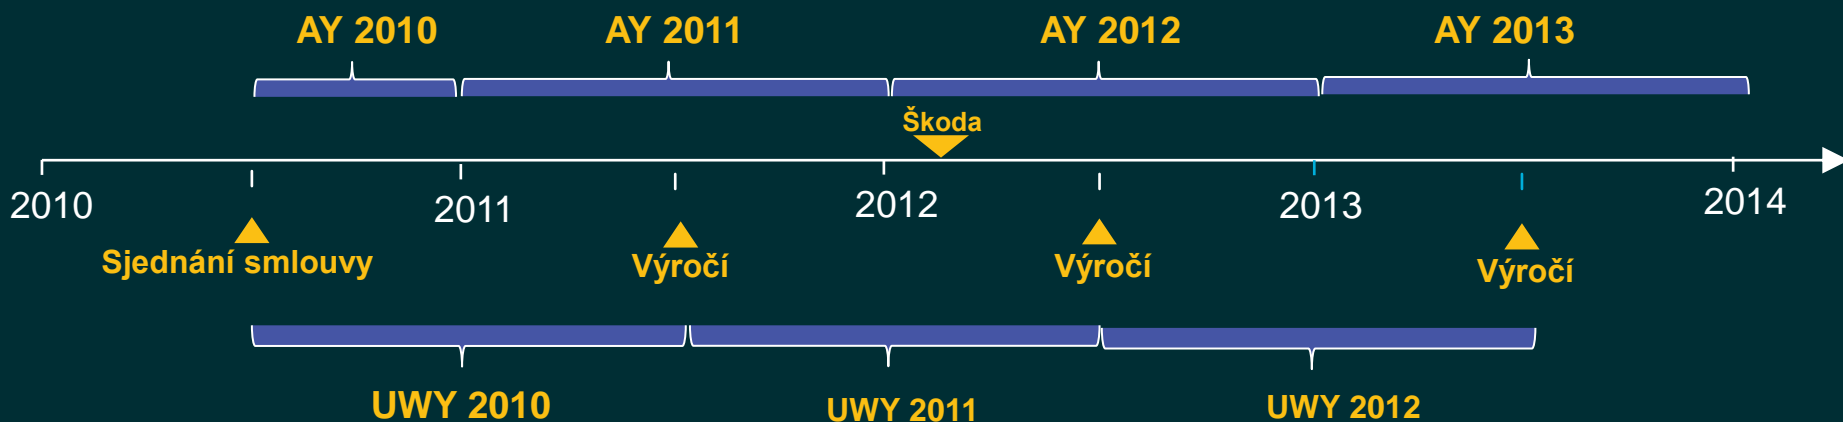 AY 2010
AY 2011
AY 2012
AY 2013
Škoda
2010
2011
2012
2013
2014
Sjednání smlouvy
Výročí
Výročí
Výročí
UWY 2010
UWY 2011
UWY 2012